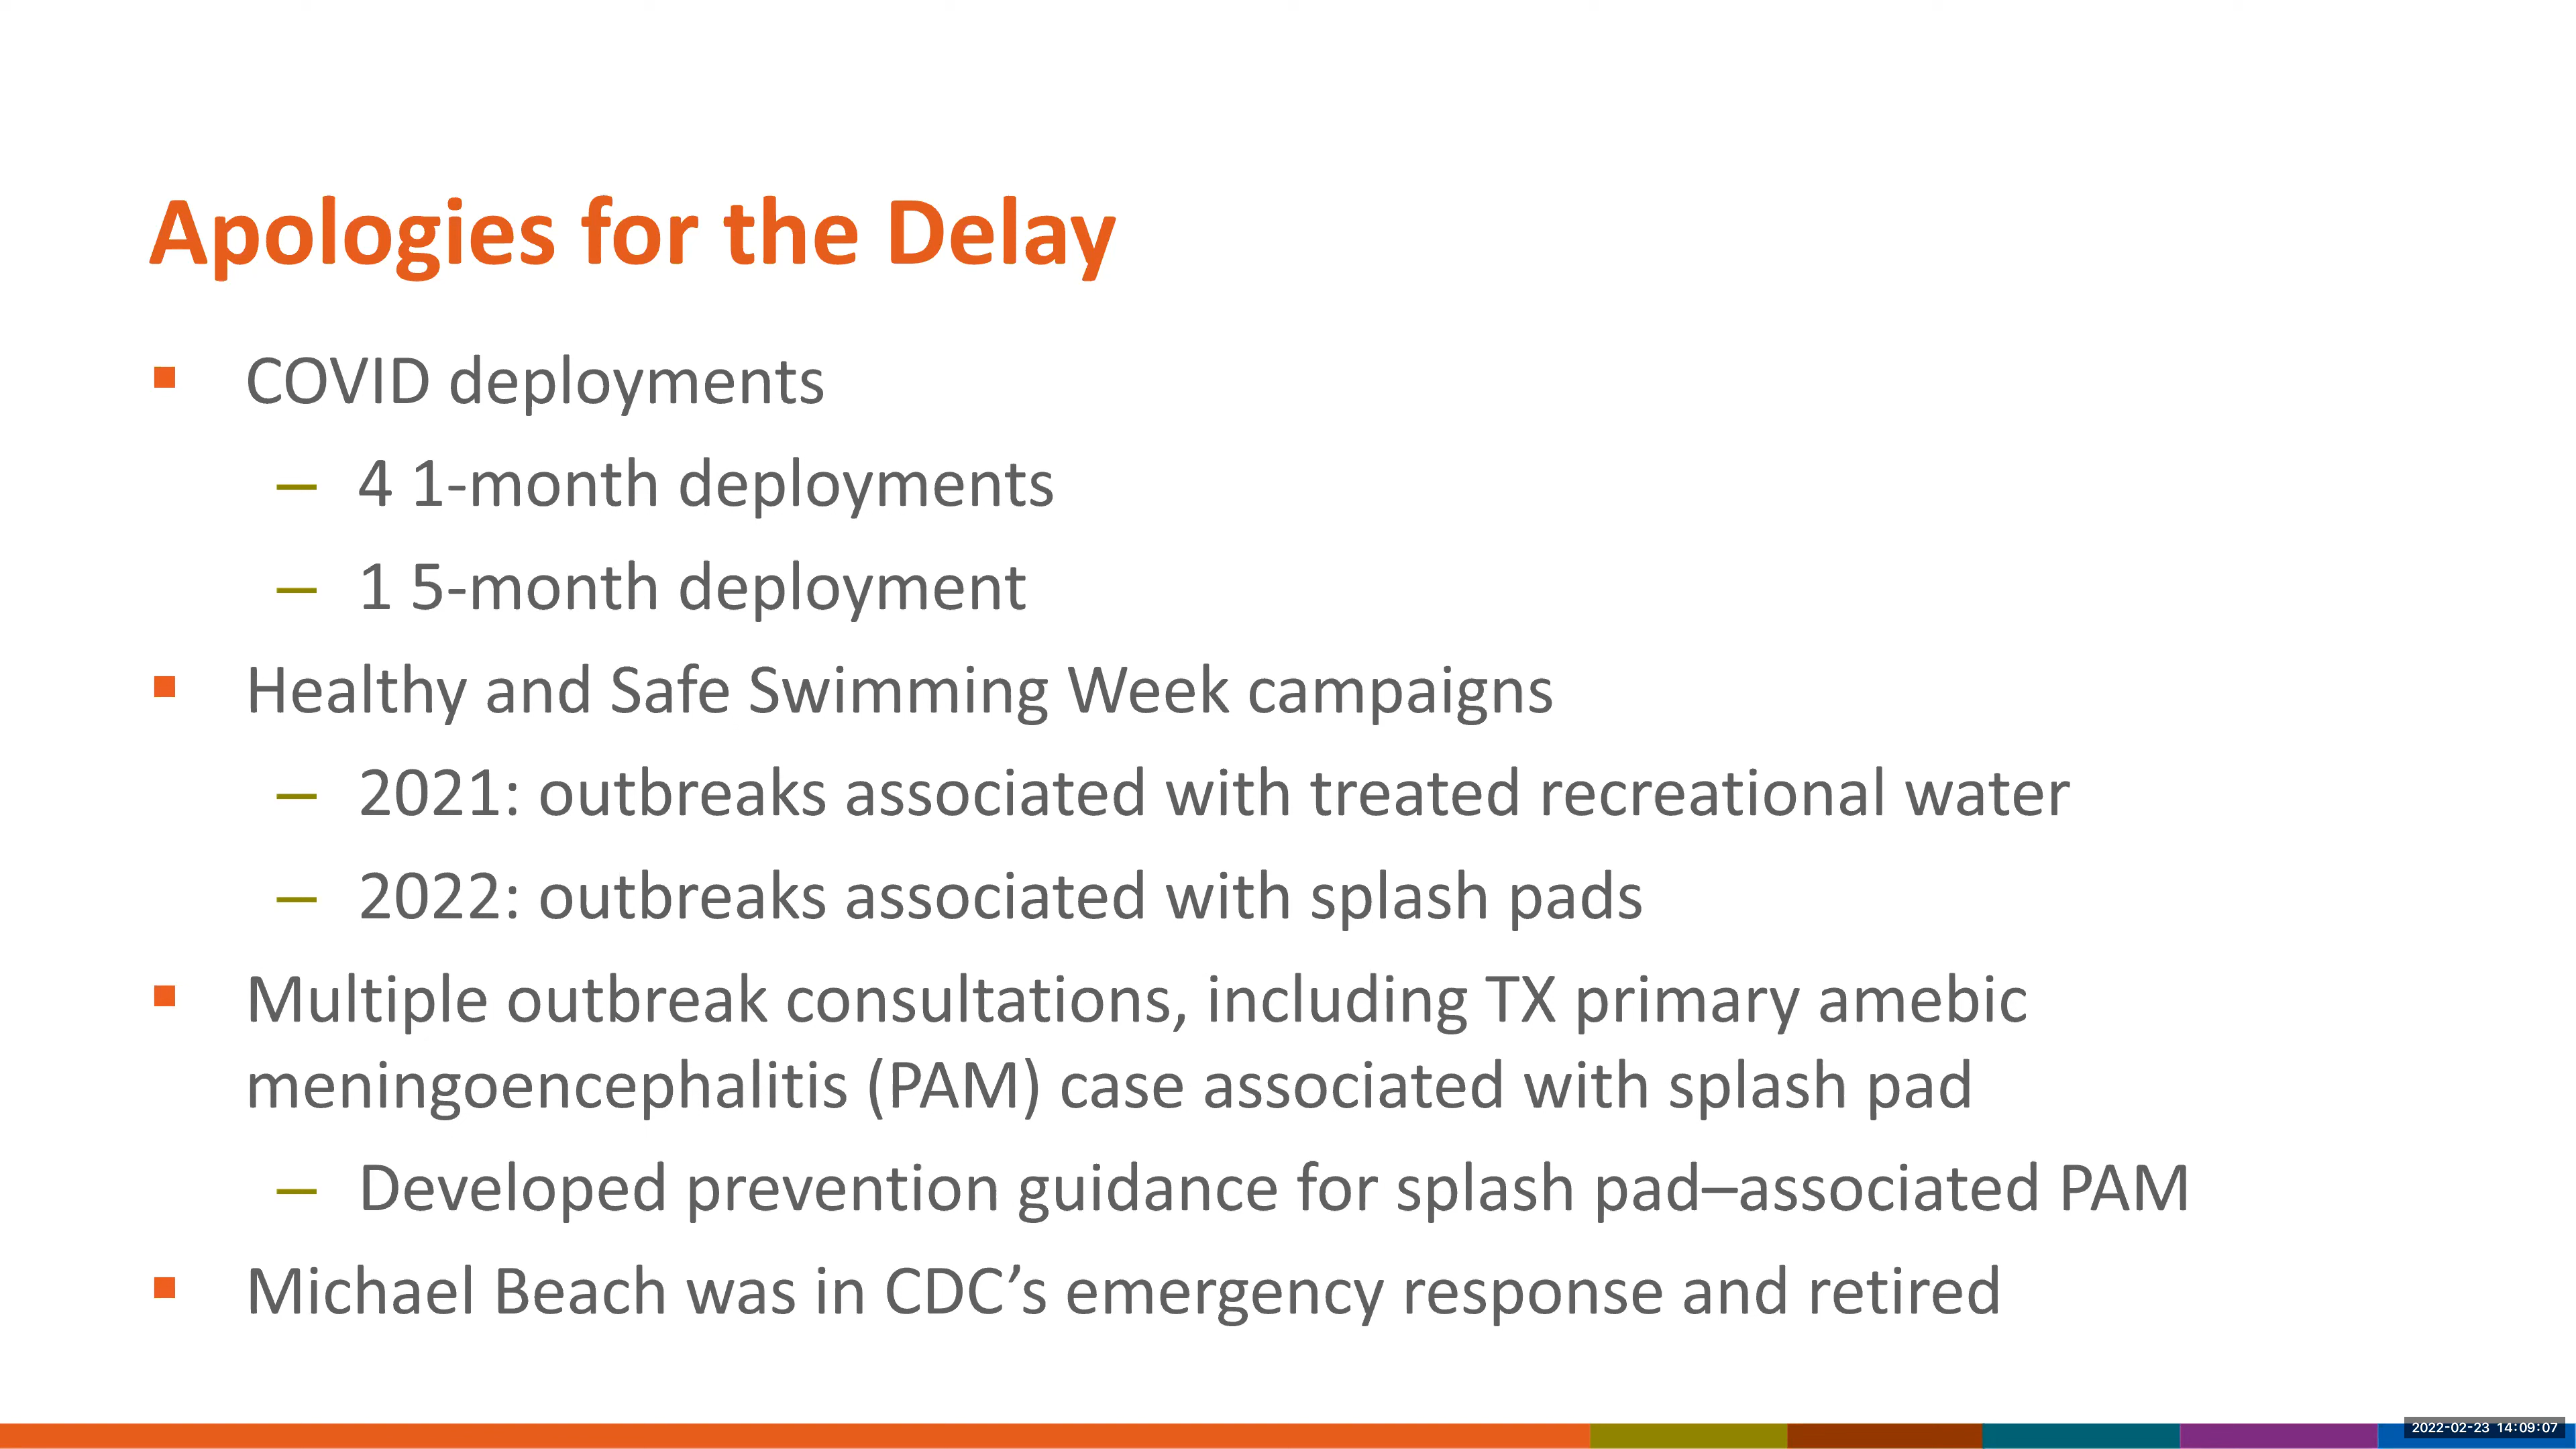 Apologies for the Delay
▪ COVID deployments
– 4 1-month deployments
– 1 5-month deployment
▪ Healthy and Safe Swimming Week campaigns
– 2021: outbreaks associated with treated recreational water
– 2022: outbreaks associated with splash pads
▪ Multiple outbreak consultations, including TX primary amebic
meningoencephalitis (PAM) case associated with splash pad
– Developed prevention guidance for splash pad–associated PAM
▪ Michael Beach was in CDC’s emergency response and retired
2022-02-23 14:09:07